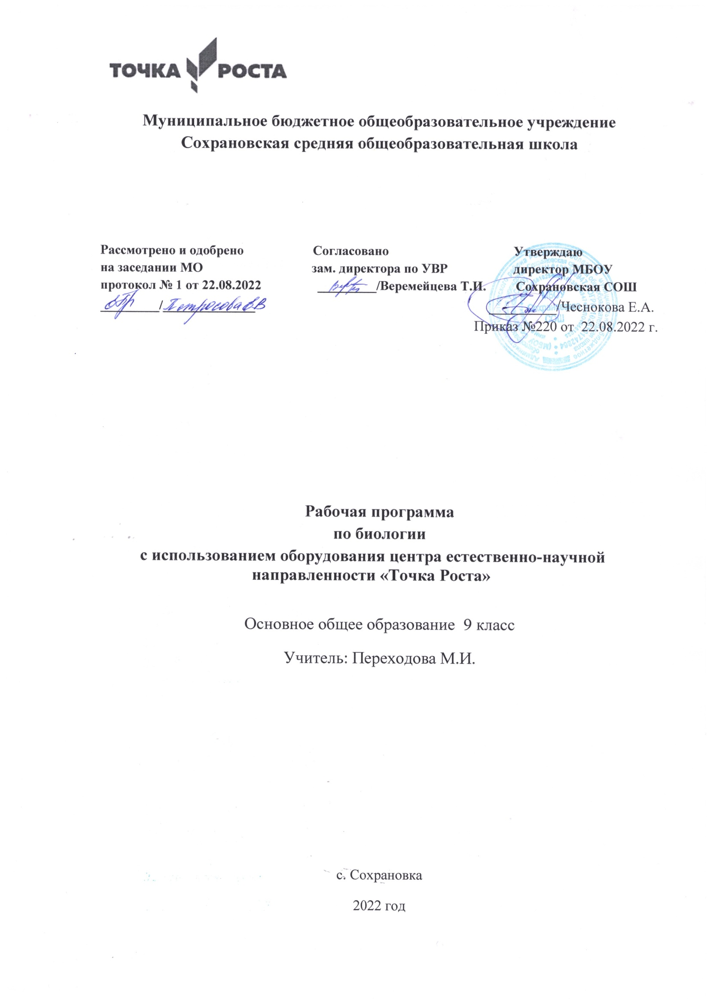 ТОЧКА РОСТА
Муниципальное бюджетное общеобразовательное учреждение
Сохрановская средняя общеобразовательная школа
Рассмотрено и одобрено
на заседании МО
протокол № 1 от 22.08.2022
/Петросова В.В
Согласовано
зам. директора по УВР
/Веремейцева Т.И.
Утверждаю
директор МБОУ
Сохрановская СОШ
/Чеснокова Е.А.
Приказ №220 от 22.08.2022 г.
Рабочая программа
по биологии
с использованием оборудования центра естественно-научной
направленности «Точка Роста»
Основное общее образование 9 класс
Учитель: Переходова М.И.
с. Сохрановка
2022 год